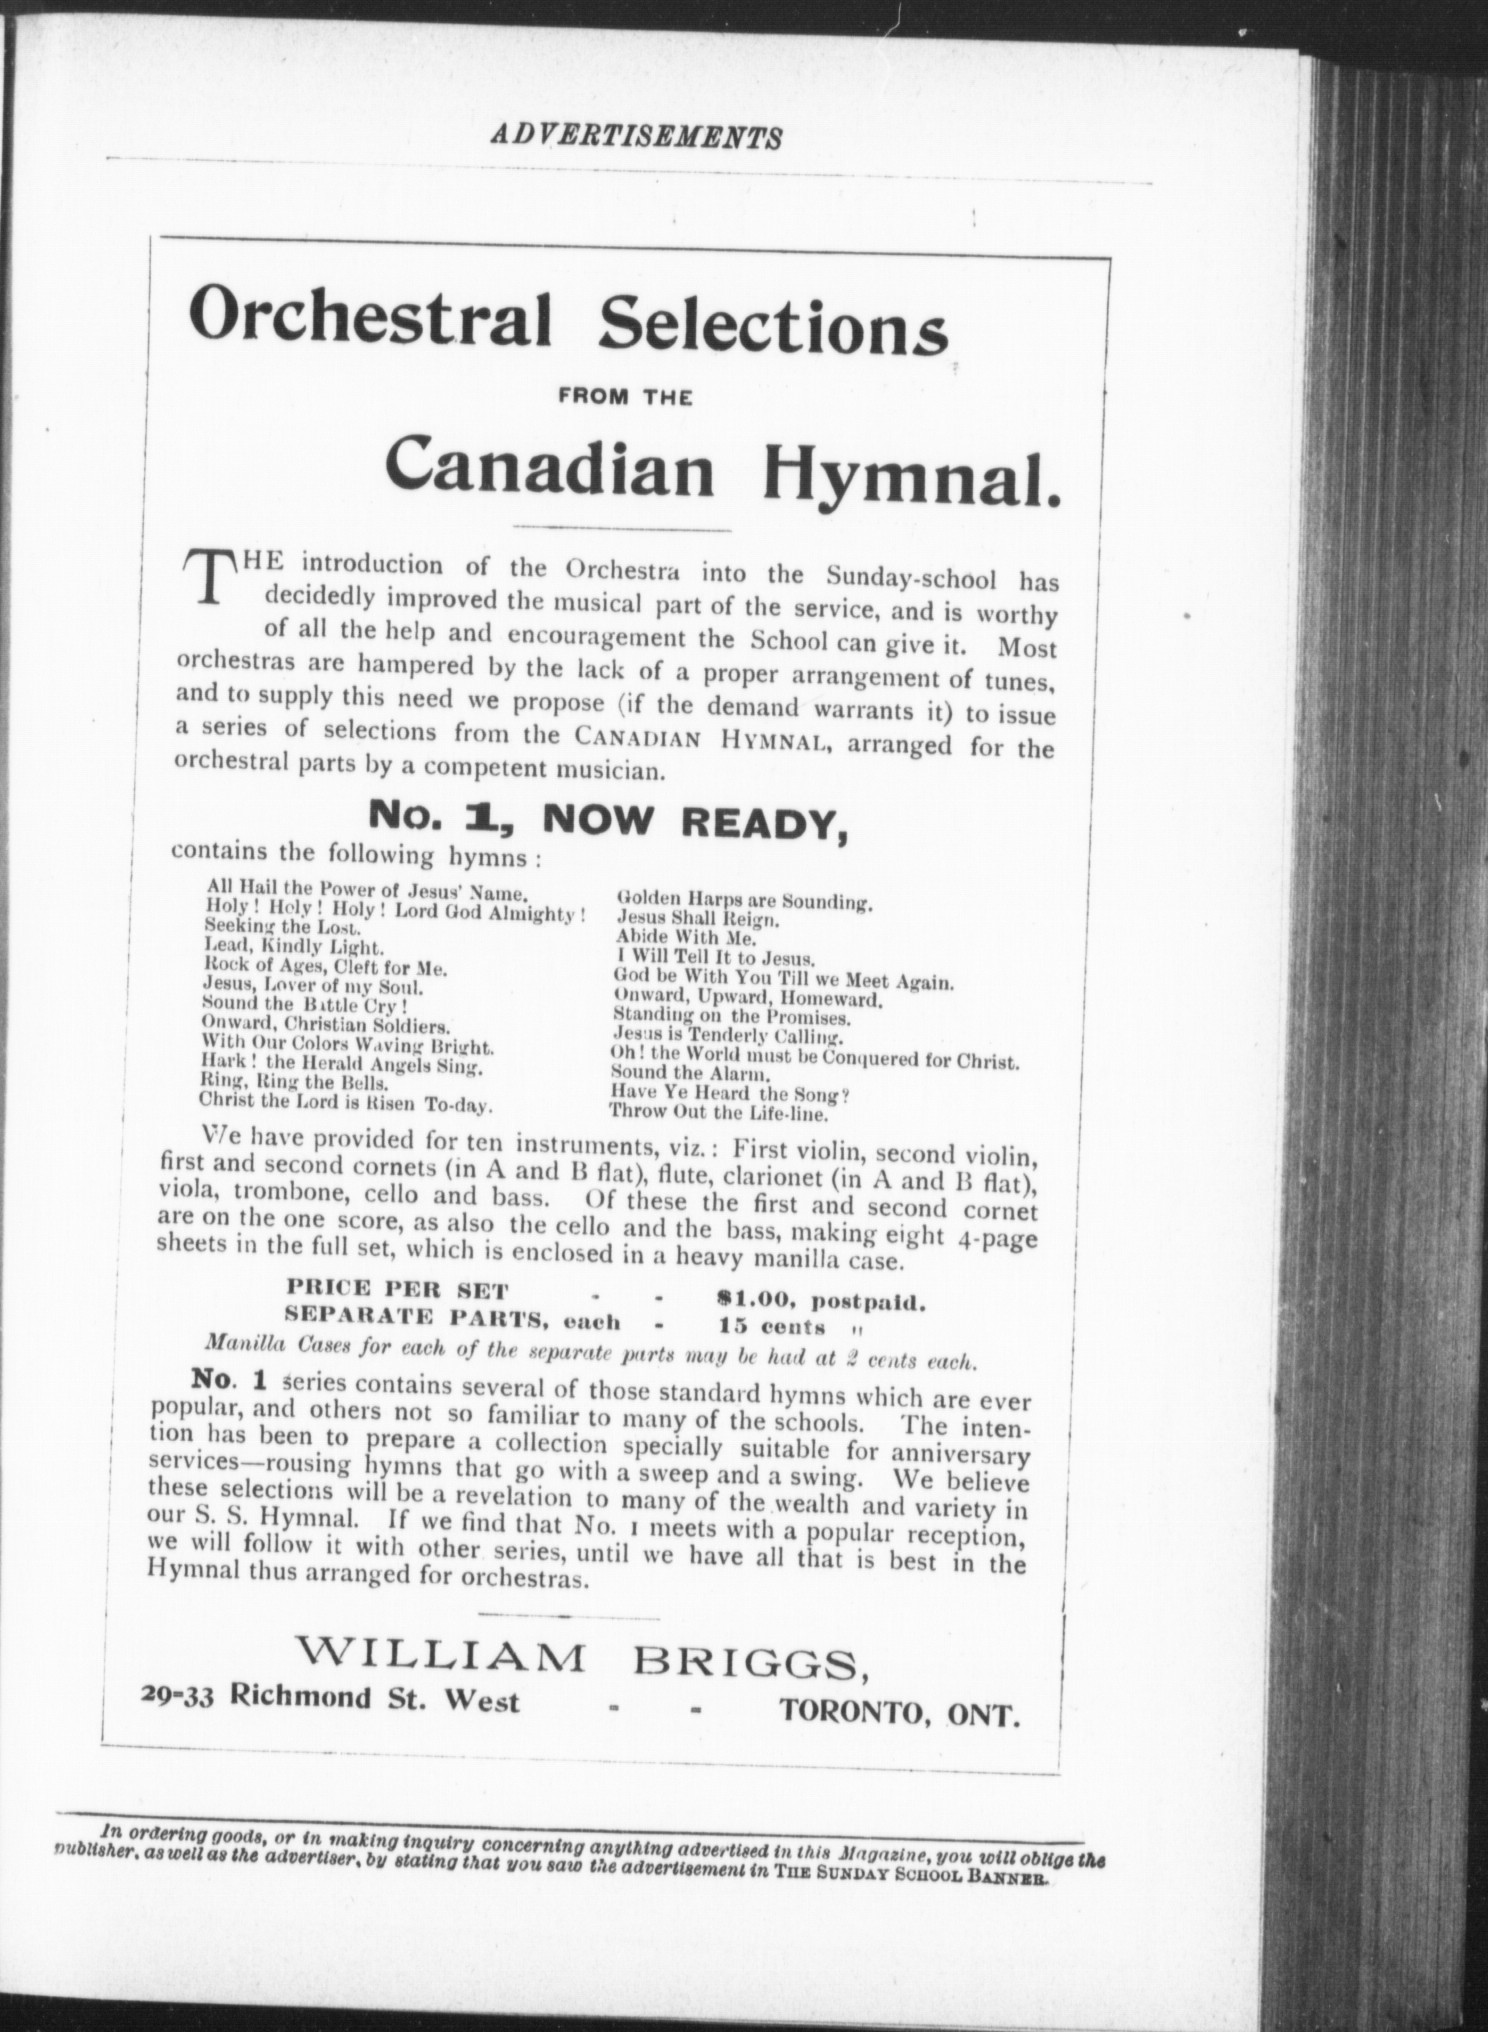 ADVERTISEMENTS
Orchestral Selections
FROM THE
Canadian Hymnal.
THE introduction of the Orchestra into the Sunday-school has
decidedly improved the musical part of the service, and is worthy
of all the help and encouragement the School can give it. Most
orchestras are hampered by the lack of a proper arrangement of tunes,
and to supply this need we propose (if the demand warrants it) to issue
a series of selections from the CANADIAN HYMNAL, arranged for the
orchestral parts by a competent musician.
No. 1, NOW READY,
contains the following hymns :
All Hail the Power of Jesus' Name.
Holy ! Holy ! Holy ! Lord God Almighty !
Seeking the Lost.
Lead, Kindly Light.
Rock of Ages, Cleft for Me.
Jesus, Lover of my Soul.
Sound the Battle Cry !
Onward, Christian Soldiers.
With Our Colors Waving Bright.
Hark ! the Herald Angels Sing.
Ring, Ring the Bells.
Christ the Lord is Risen To-day.
Golden Harps are Sounding.
Jesus Shall Reign.
Abide With Me.
I Will Tell It to Jesus.
God be With You Till we Meet Again.
Onward, Upward, Homeward.
Standing on the Promises.
Jesus is Tenderly Calling.
Oh ! the World must be Conquered for Christ.
Sound the Alarm.
Have Ye Heard the Song?
Throw Out the Life-line.
We have provided for ten instruments, viz. : First violin, second violin,
first and second cornets (in A and B flat), flute, clarionet (in A and B flat),
viola, trombone, cello and bass. Of these the first and second cornet
are on the one score, as also the cello and the bass, making eight 4-page
sheets in the full set, which is enclosed in a heavy manilla case.
PRICE PER SET - - $1.00, postpaid.
SEPARATE PARTS, each - 15 cents "
Manilla Cases for each of the separate parts may be had at 2 cents each.
No. 1 series contains several of those standard hymns which are ever
popular, and others not so familiar to many of the schools. The inten-
tion has been to prepare a collection specially suitable for anniversary
services—rousing hymns that go with a sweep and a swing. We believe
these selections will be a revelation to many of the wealth and variety in
our S. S. Hymnal. If we find that No. 1 meets with a popular reception,
we will follow it with other series, until we have all that is best in the
Hymnal thus arranged for orchestras.
WILLIAM BRIGGS,
29-33 Richmond St. West - - TORONTO, ONT.
In ordering goods, or in making inquiry concerning anything advertised in this Magazine, you will oblige the
publisher, as well as the advertiser, by stating that you saw the advertisement in THE SUNDAY SCHOOL BANNER.